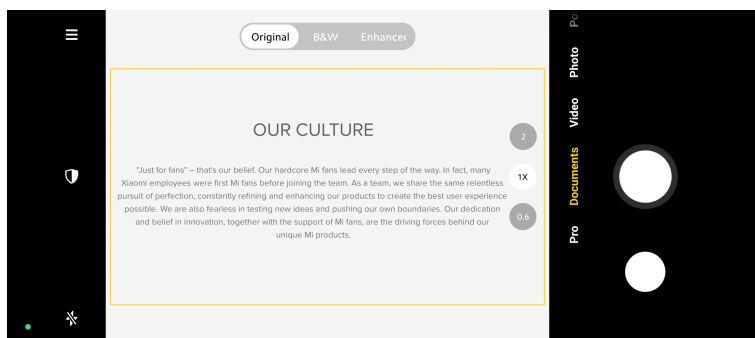 Original B&W Enhanced
OUR CULTURE
"Just for fans" – that's our belief. Our hardcore Mi fans lead every step of the way. In fact, many
Xiaomi employees were first Mi fans before joining the team. As a team, we share the same relentless
pursuit of perfection, constantly refining and enhancing our products to create the best user experience
possible. We are also fearless in testing new ideas and pushing our own boundaries. Our dedication
and belief in innovation, together with the support of Mi fans, are the driving forces behind our
unique Mi products.
2
1X
0.6
Photo
Video
Documents
Pro